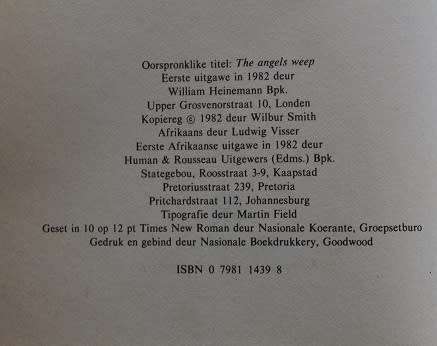 Oorspronklike titel: The angels weep
Eerste uitgawe in 1982 deur
William Heinemann Bpk.
Upper Grosvenorstraat 10, Londen
Kopiereg © 1982 deur Wilbur Smith
Afrikaans deur Ludwig Visser
Eerste Afrikaanse uitgawe in 1982 deur
Human & Rousseau Uitgewers (Edms.) Bpk.
Stategebou, Roosstraat 3-9, Kaapstad
Pretoriusstraat 239, Pretoria
Pritchardstraat 112, Johannesburg
Tipografie deur Martin Field
Geset in 10 op 12 pt Times New Roman deur Nasionale Koerante, Groepsetburo
Gedruk en gebind deur Nasionale Boekdrukkery, Goodwood
ISBN 0 7981 1439 8